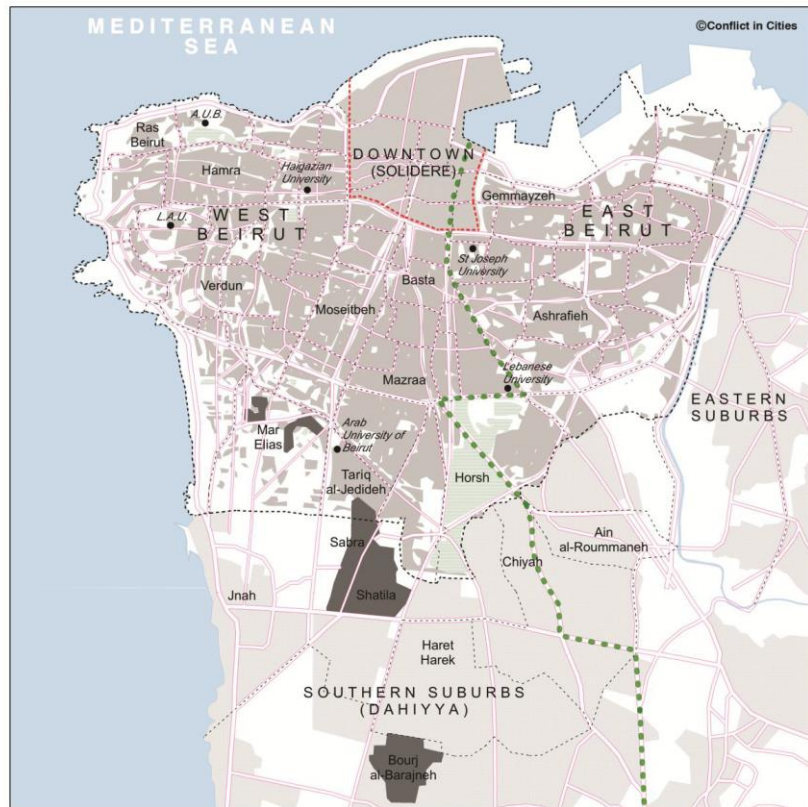 MEDITERRANEAN
SEA
©Conflict in Cities
A.U.B.
Ras
Beirut
Hamra
Haigazian
University
DOWNTOWN
(SOLIDERE)
Gemmayzeh
L.A.U.
WEST
BEIRUT
EAST
BEIRUT
St Joseph
University
Basta
Verdun
Moseitbeh
Ashrafieh
Mazraa
Lebanese
University
EASTERN
SUBURBS
Mar
Elias
Arab
University of
Beirut
Tariq
al-Jedideh
Horsh
Sabra
Ain
al-Roummaneh
Chiyah
Jnah
Shatila
Haret
Harek
SOUTHERN SUBURBS
(DAHIYYA)
Bourj
al-Barajneh